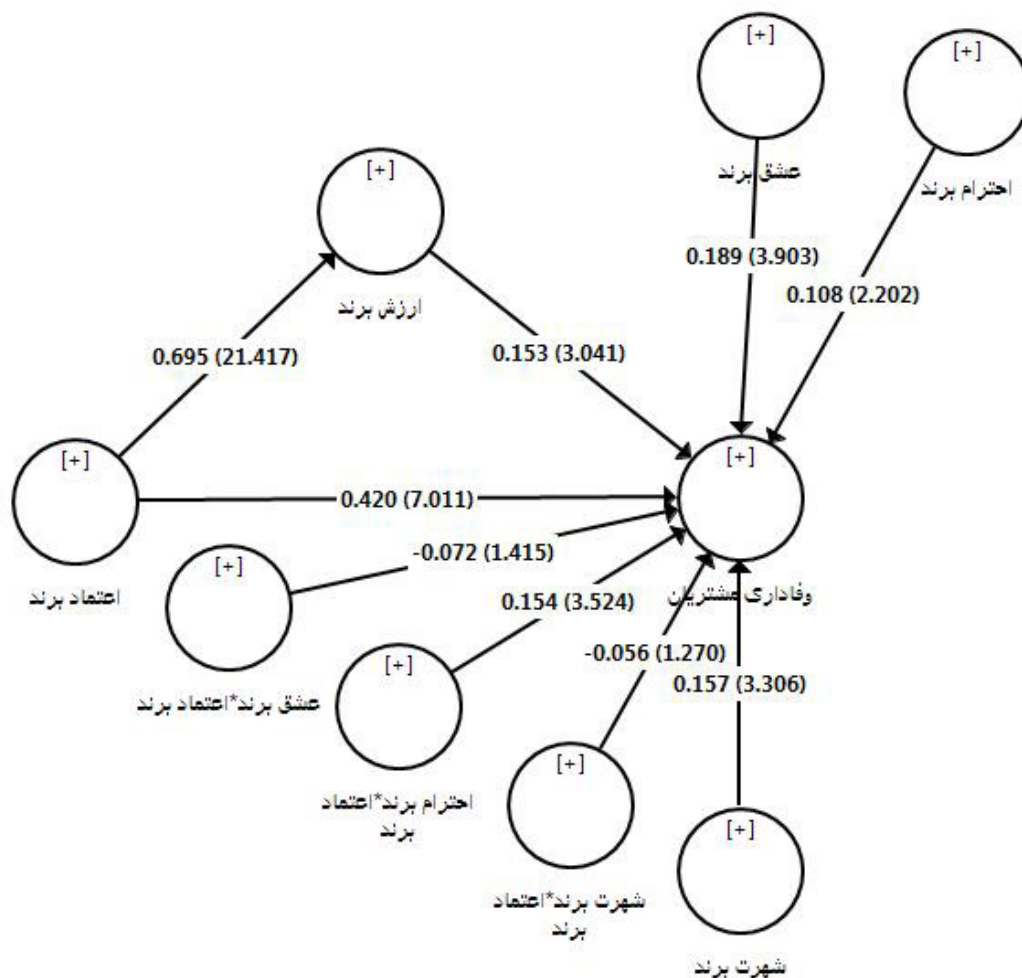 [+]
[+]
عشق برند
احترام برند
[+]
ارزش برند
0.189 (3.903)
0.108 (2.202)
0.695 (21.417)
0.153 (3.041)
[+]
اعتماد برند
[+]
وفاداری مشتریان
0.420 (7.011)
-0.072 (1.415)
[+]
عشق برند*اعتماد برند
0.154 (3.524)
-0.056 (1.270)
0.157 (3.306)
[+]
احترام برند*اعتماد
برند
[+]
شهرت برند*اعتماد
برند
[+]
شهرت برند